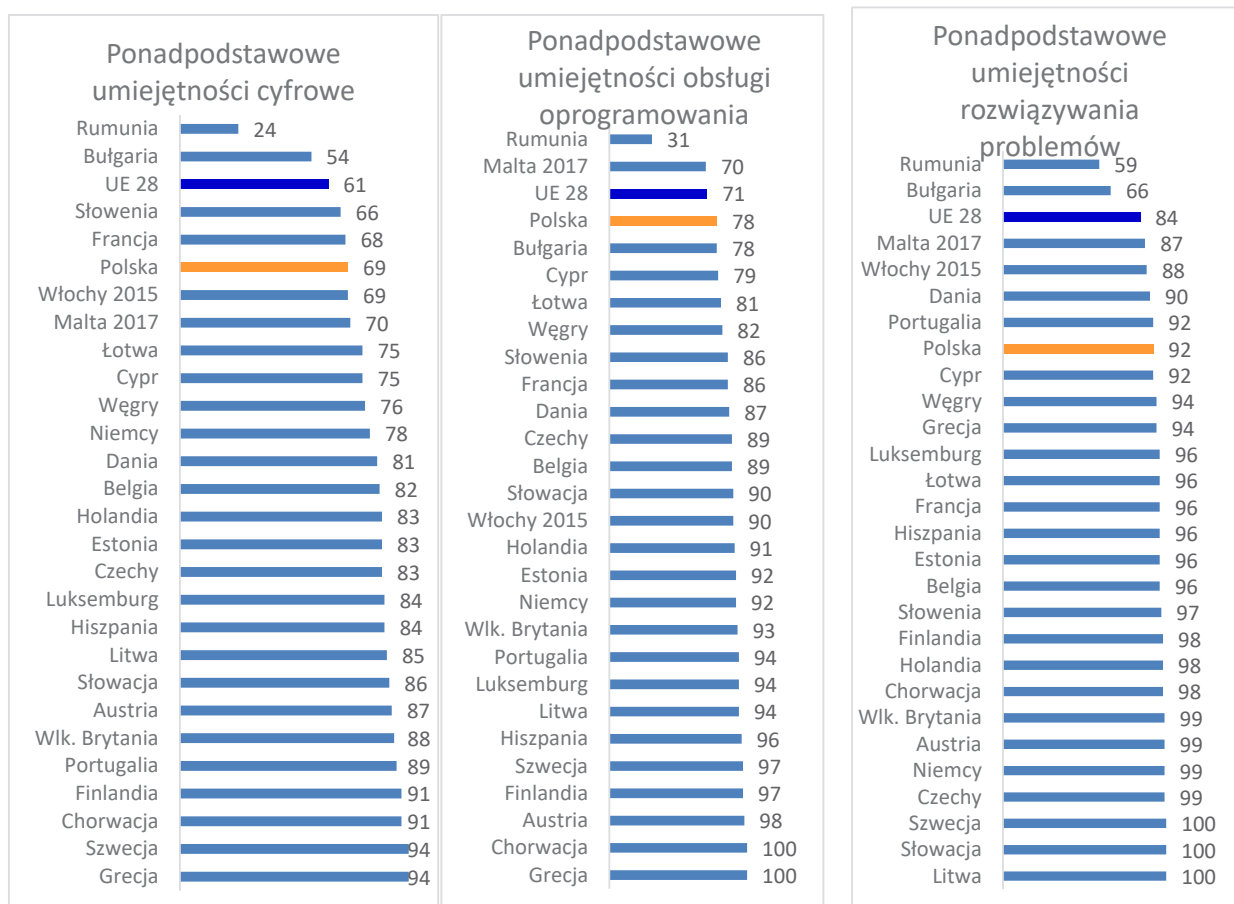 Ponadpodstawowe
umiejętności cyfrowe
Rumunia 24
Bułgaria 54
UE 28 61
Słowenia 66
Francja 68
Polska 69
Włochy 2015 69
Malta 2017 70
Łotwa 75
Cypr 75
Węgry 76
Niemcy 78
Dania 81
Belgia 82
Holandia 83
Estonia 83
Czechy 83
Luksemburg 84
Hiszpania 84
Litwa 85
Słowacja 86
Austria 87
Wlk. Brytania 88
Portugalia 89
Finlandia 91
Chorwacja 91
Szwecja 94
Grecja 94
Ponadpodstawowe
umiejętności obsługi
oprogramowania
Rumunia 31
Malta 2017 70
UE 28 71
Polska 78
Bułgaria 78
Cypr 79
Łotwa 81
Węgry 82
Słowenia 86
Francja 86
Dania 87
Czechy 89
Belgia 89
Słowacja 90
Włochy 2015 90
Holandia 91
Estonia 92
Niemcy 92
Wlk. Brytania 93
Portugalia 94
Luksemburg 94
Litwa 94
Hiszpania 96
Szwecja 97
Finlandia 97
Austria 98
Chorwacja 100
Grecja 100
Ponadpodstawowe
umiejętności
rozwiązywania
problemów
Rumunia 59
Bułgaria 66
UE 28 84
Malta 2017 87
Włochy 2015 88
Dania 90
Portugalia 92
Polska 92
Cypr 92
Węgry 94
Grecja 94
Luksemburg 96
Łotwa 96
Francja 96
Hiszpania 96
Estonia 96
Belgia 96
Słowenia 97
Finlandia 98
Holandia 98
Chorwacja 98
Wlk. Brytania 99
Austria 99
Niemcy 99
Czechy 99
Szwecja 100
Słowacja 100
Litwa 100